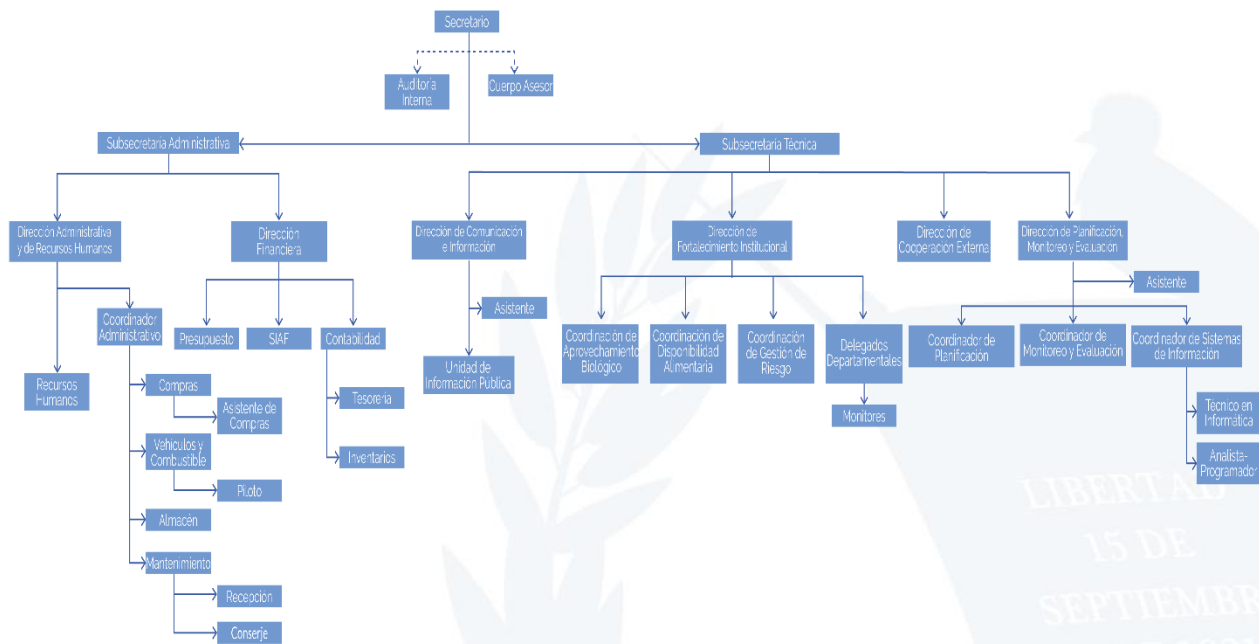 Secretario
Auditoría
Interna
Cuerpo Asesor
Subsecretaría Administrativa
Subsecretaría Técnica
Dirección Administrativa
y de Recursos Humanos
Dirección
Financiera
Dirección de Comunicación
e Información
Dirección de
Fortalecimiento Institucional
Dirección de
Cooperación Externa
Dirección de Planificación,
Monitoreo y Evaluación
Asistente
Asistente
Coordinador
Administrativo
Presupuesto
SIAF
Contabilidad
Coordinación de
Aprovechamiento
Biológico
Coordinación de
Disponibilidad
Alimentaria
Coordinación
de Gestión de
Riesgo
Delegados
Departamentales
Coordinador de
Planificación
Coordinador de
Monitoreo y Evaluación
Coordinador de Sistemas
de Información
Recursos
Humanos
Compras
Unidad de
Información Pública
Tesorería
Asistente de
Compras
Monitores
Técnico en
Informática
Vehículos y
Combustible
Inventarios
Analista-
Programador
Piloto
Almacén
Mantenimiento
Recepción
Conserje
LIBERTAD
15 DE
SEPTIEMBR